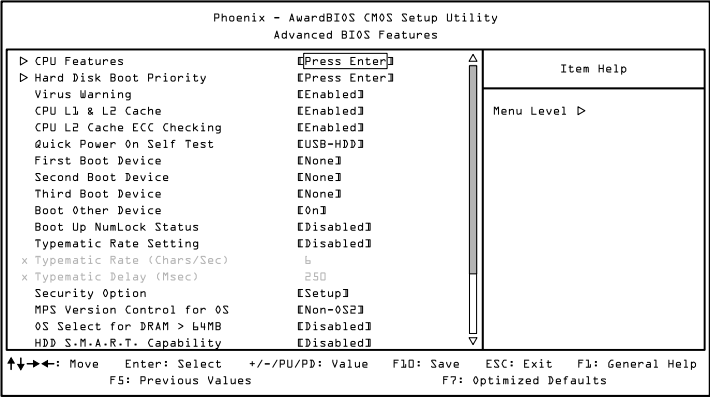 Phoenix - AwardBIOS CMOS Setup Utility
Advanced BIOS Features
▷ CPU Features [Press Enter]
▷ Hard Disk Boot Priority [Press Enter]
Virus Warning [Enabled]
CPU L1 & L2 Cache [Enabled]
CPU L2 Cache ECC Checking [Enabled]
Quick Power On Self Test [USB-HDD]
First Boot Device [None]
Second Boot Device [None]
Third Boot Device [None]
Boot Other Device [On]
Boot Up NumLock Status [Disabled]
Typematic Rate Setting [Disabled]
x Typematic Rate (Chars/Sec) 6
x Typematic Delay (Msec) 250
Security Option [Setup]
MPS Version Control for OS [Non-OS2]
OS Select for DRAM > 64MB [Disabled]
HDD S.M.A.R.T. Capability [Disabled]
Item Help
Menu Level ▷
↑↓→←: Move Enter: Select +/-/PU/PD: Value F10: Save ESC: Exit F1: General Help
F5: Previous Values F7: Optimized Defaults